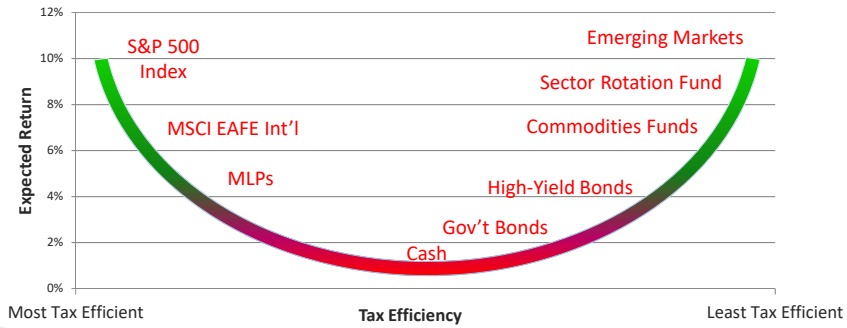 12%
10%
8%
6%
4%
2%
0%
Expected Return
S&P 500
Index
MSCI EAFE Int'l
MLPs
Cash
Gov't Bonds
High-Yield Bonds
Commodities Funds
Sector Rotation Fund
Emerging Markets
Most Tax Efficient
Tax Efficiency
Least Tax Efficient